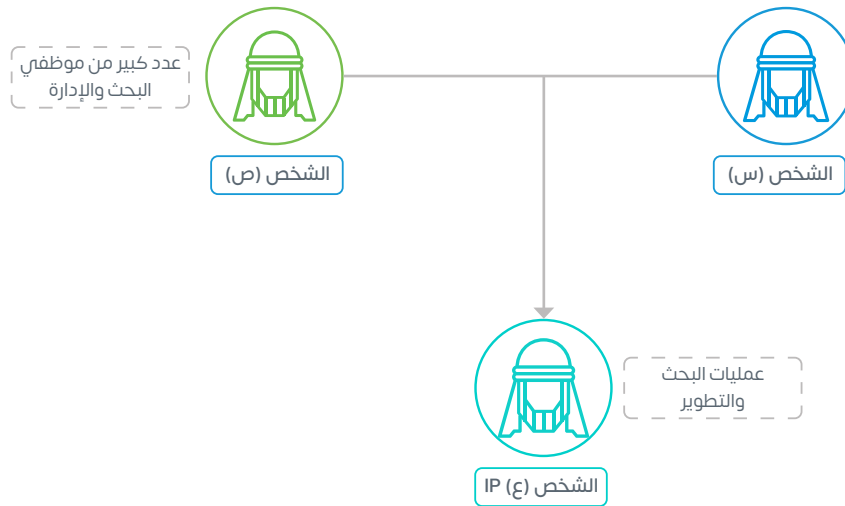 عدد كبير من موظفي
البحث والإدارة
الشخص (س)
الشخص (ص)
عمليات البحث
والتطوير
الشخص (ع) IP